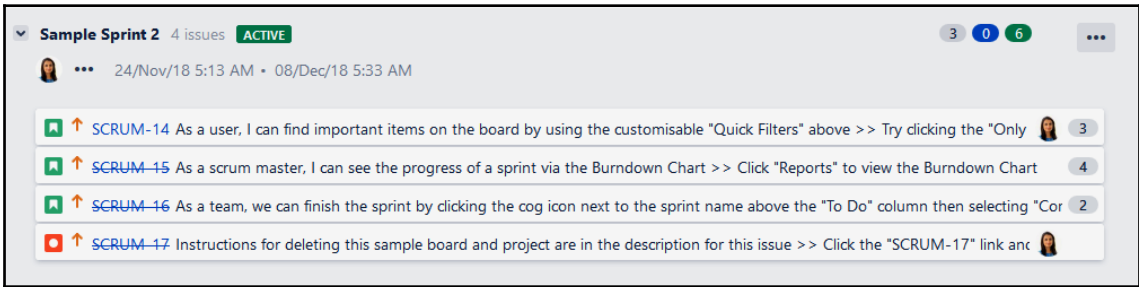 Sample Sprint 2 4 issues ACTIVE 3 0 6 •••
••• 24/Nov/18 5:13 AM • 08/Dec/18 5:33 AM
SCRUM-14 As a user, I can find important items on the board by using the customisable "Quick Filters" above >> Try clicking the "Only 3
SCRUM-15 As a scrum master, I can see the progress of a sprint via the Burndown Chart >> Click "Reports" to view the Burndown Chart 4
SCRUM-16 As a team, we can finish the sprint by clicking the cog icon next to the sprint name above the "To Do" column then selecting "Cor 2
SCRUM-17 Instructions for deleting this sample board and project are in the description for this issue >> Click the "SCRUM-17" link and